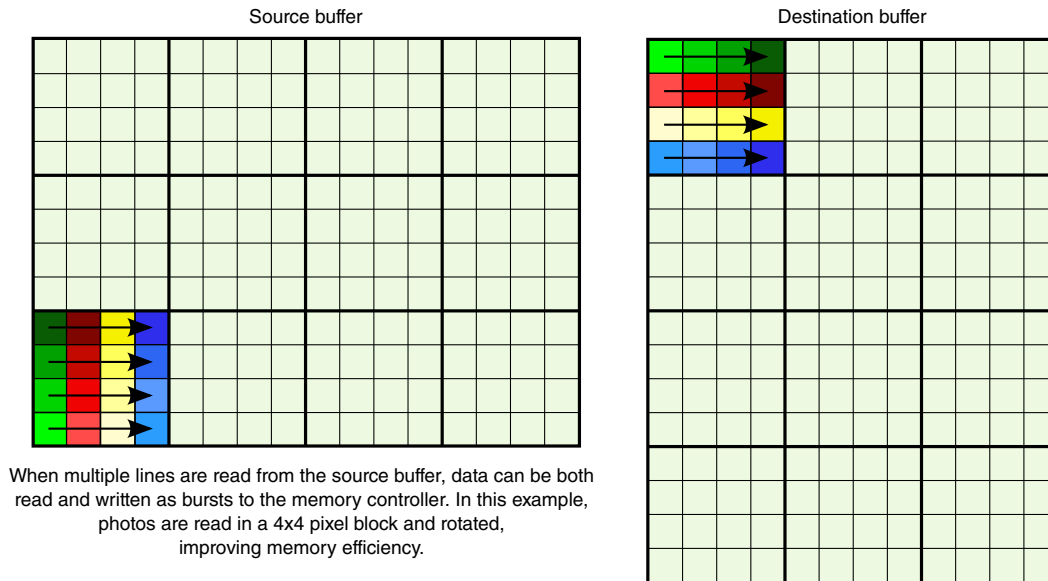 Source buffer
Destination buffer
When multiple lines are read from the source buffer, data can be both
read and written as bursts to the memory controller. In this example,
photos are read in a 4x4 pixel block and rotated,
improving memory efficiency.